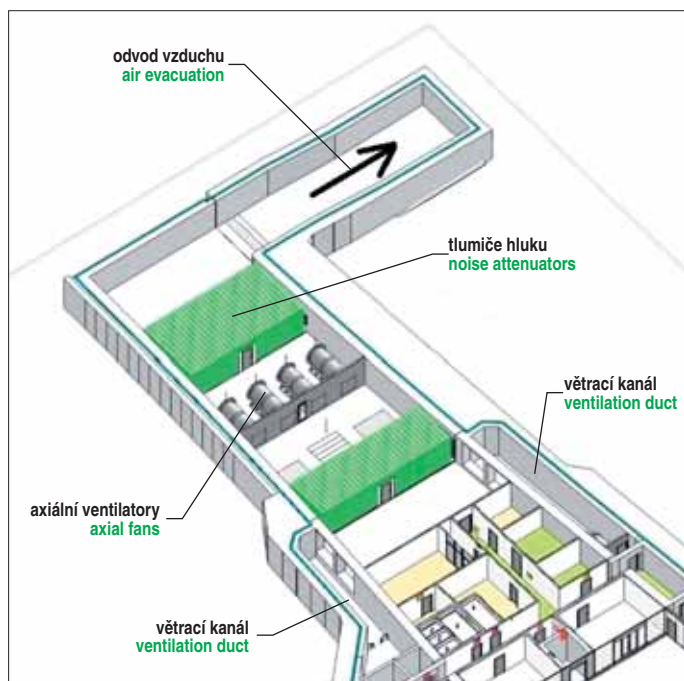 odvod vzduchu
air evacuation
tlumiče hluku
noise attenuators
větrací kanál
ventilation duct
axiální ventilatory
axial fans
větrací kanál
ventilation duct